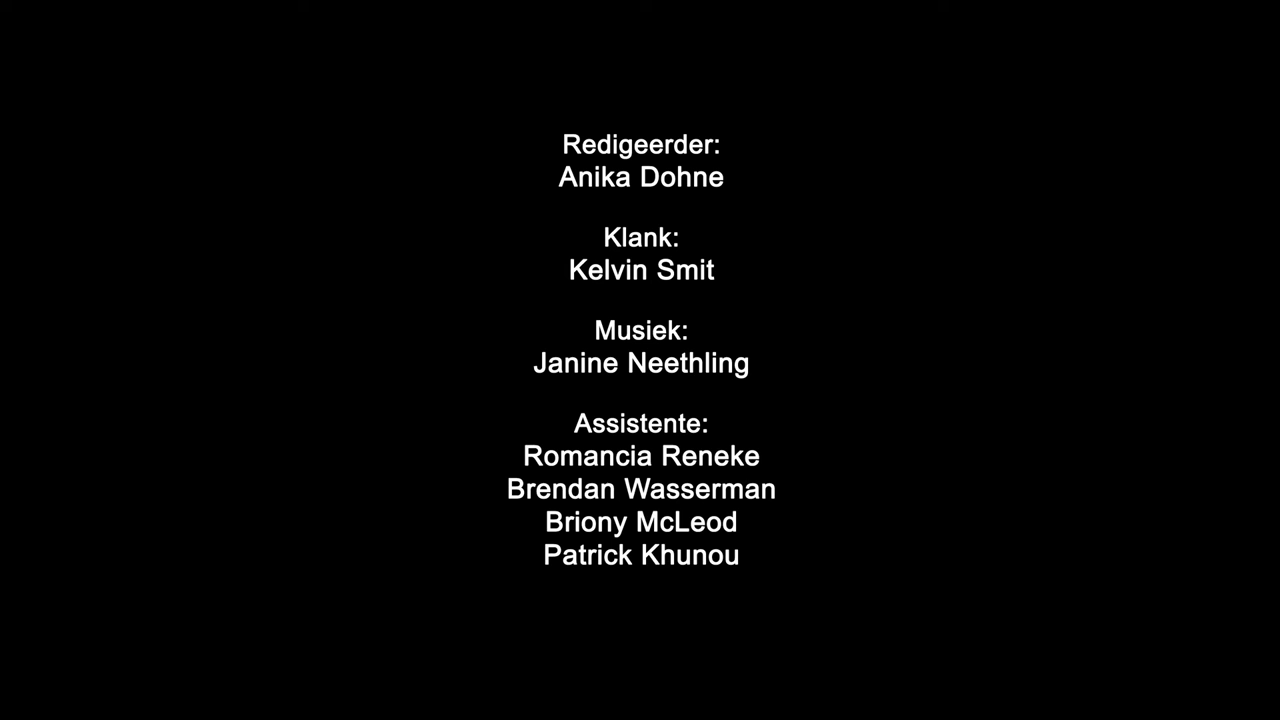 Redigeerder:
Anika Dohne
Klank:
Kelvin Smit
Musiek:
Janine Neethling
Assistente:
Romancia Reneke
Brendan Wasserman
Briony McLeod
Patrick Khunou